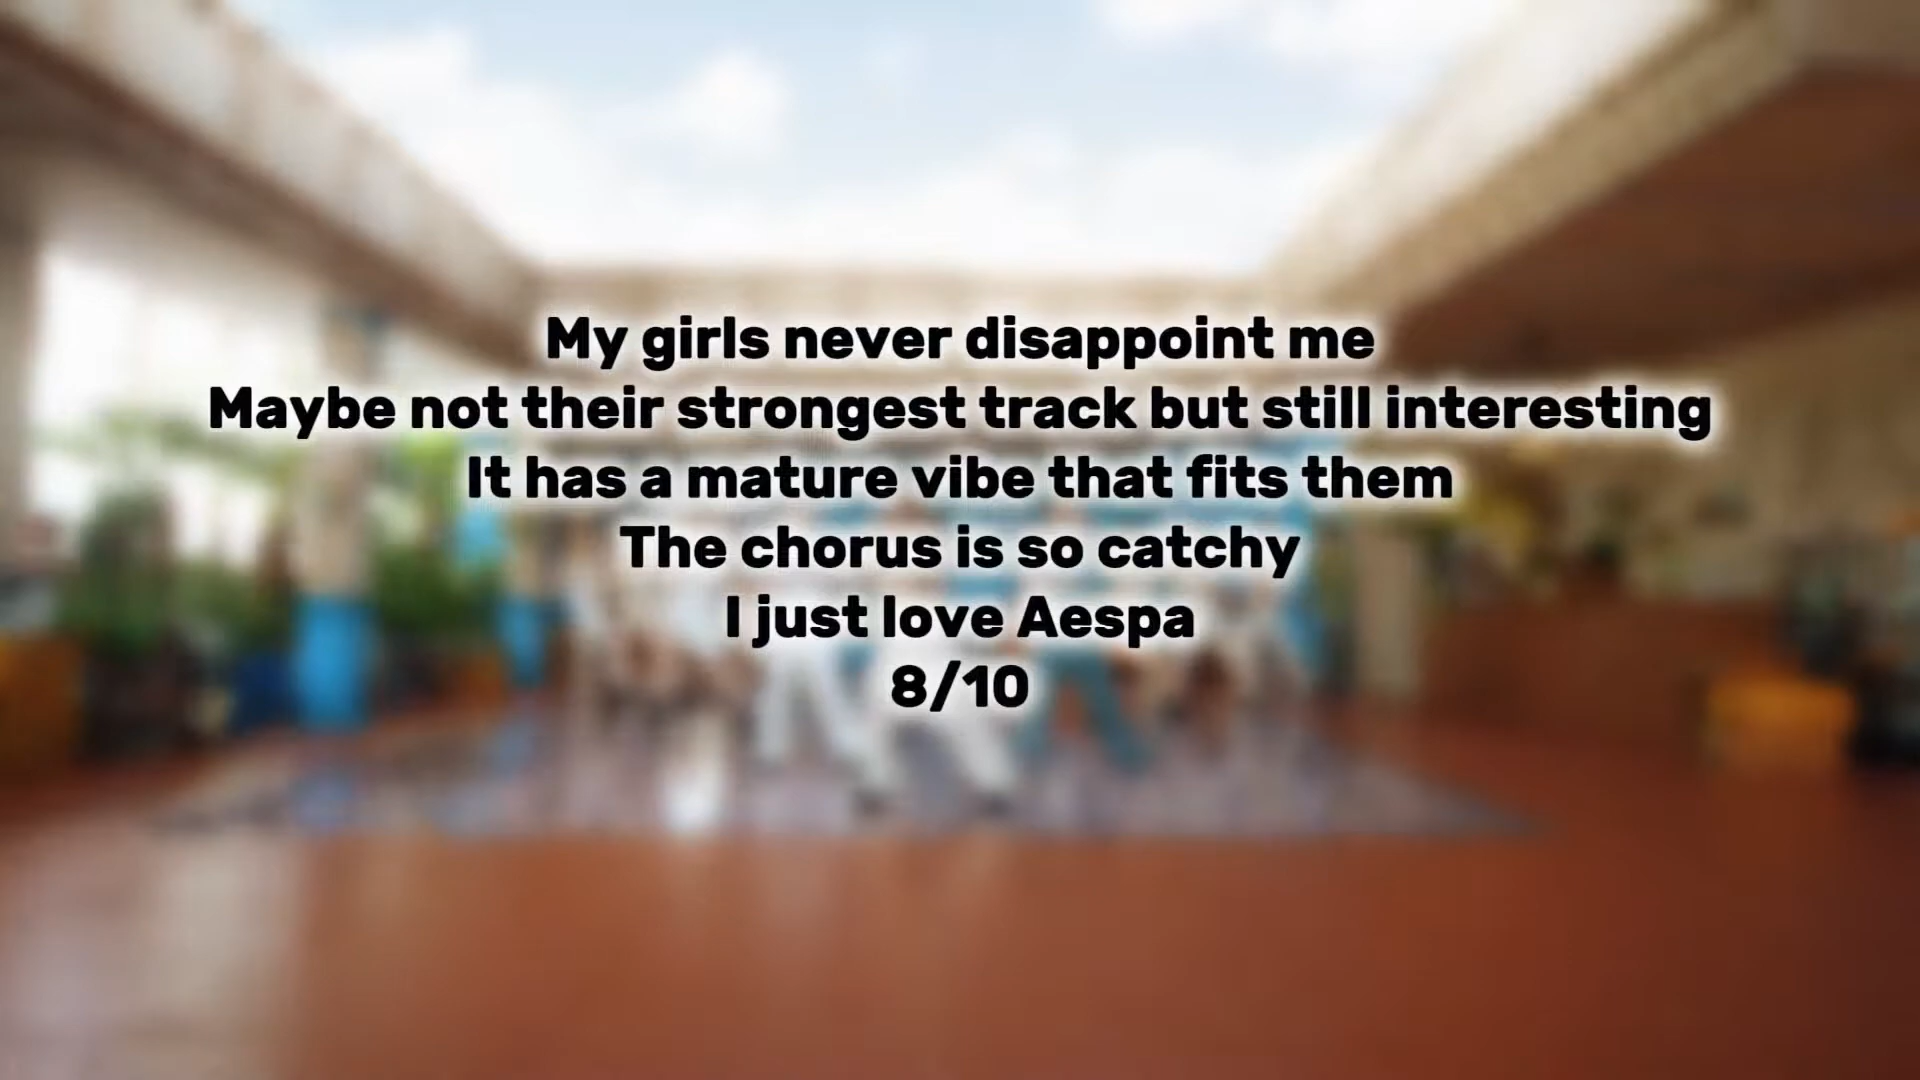 My girls never disappoint me
Maybe not their strongest track but still interesting
It has a mature vibe that fits them
The chorus is so catchy
I just love Aespa
8/10